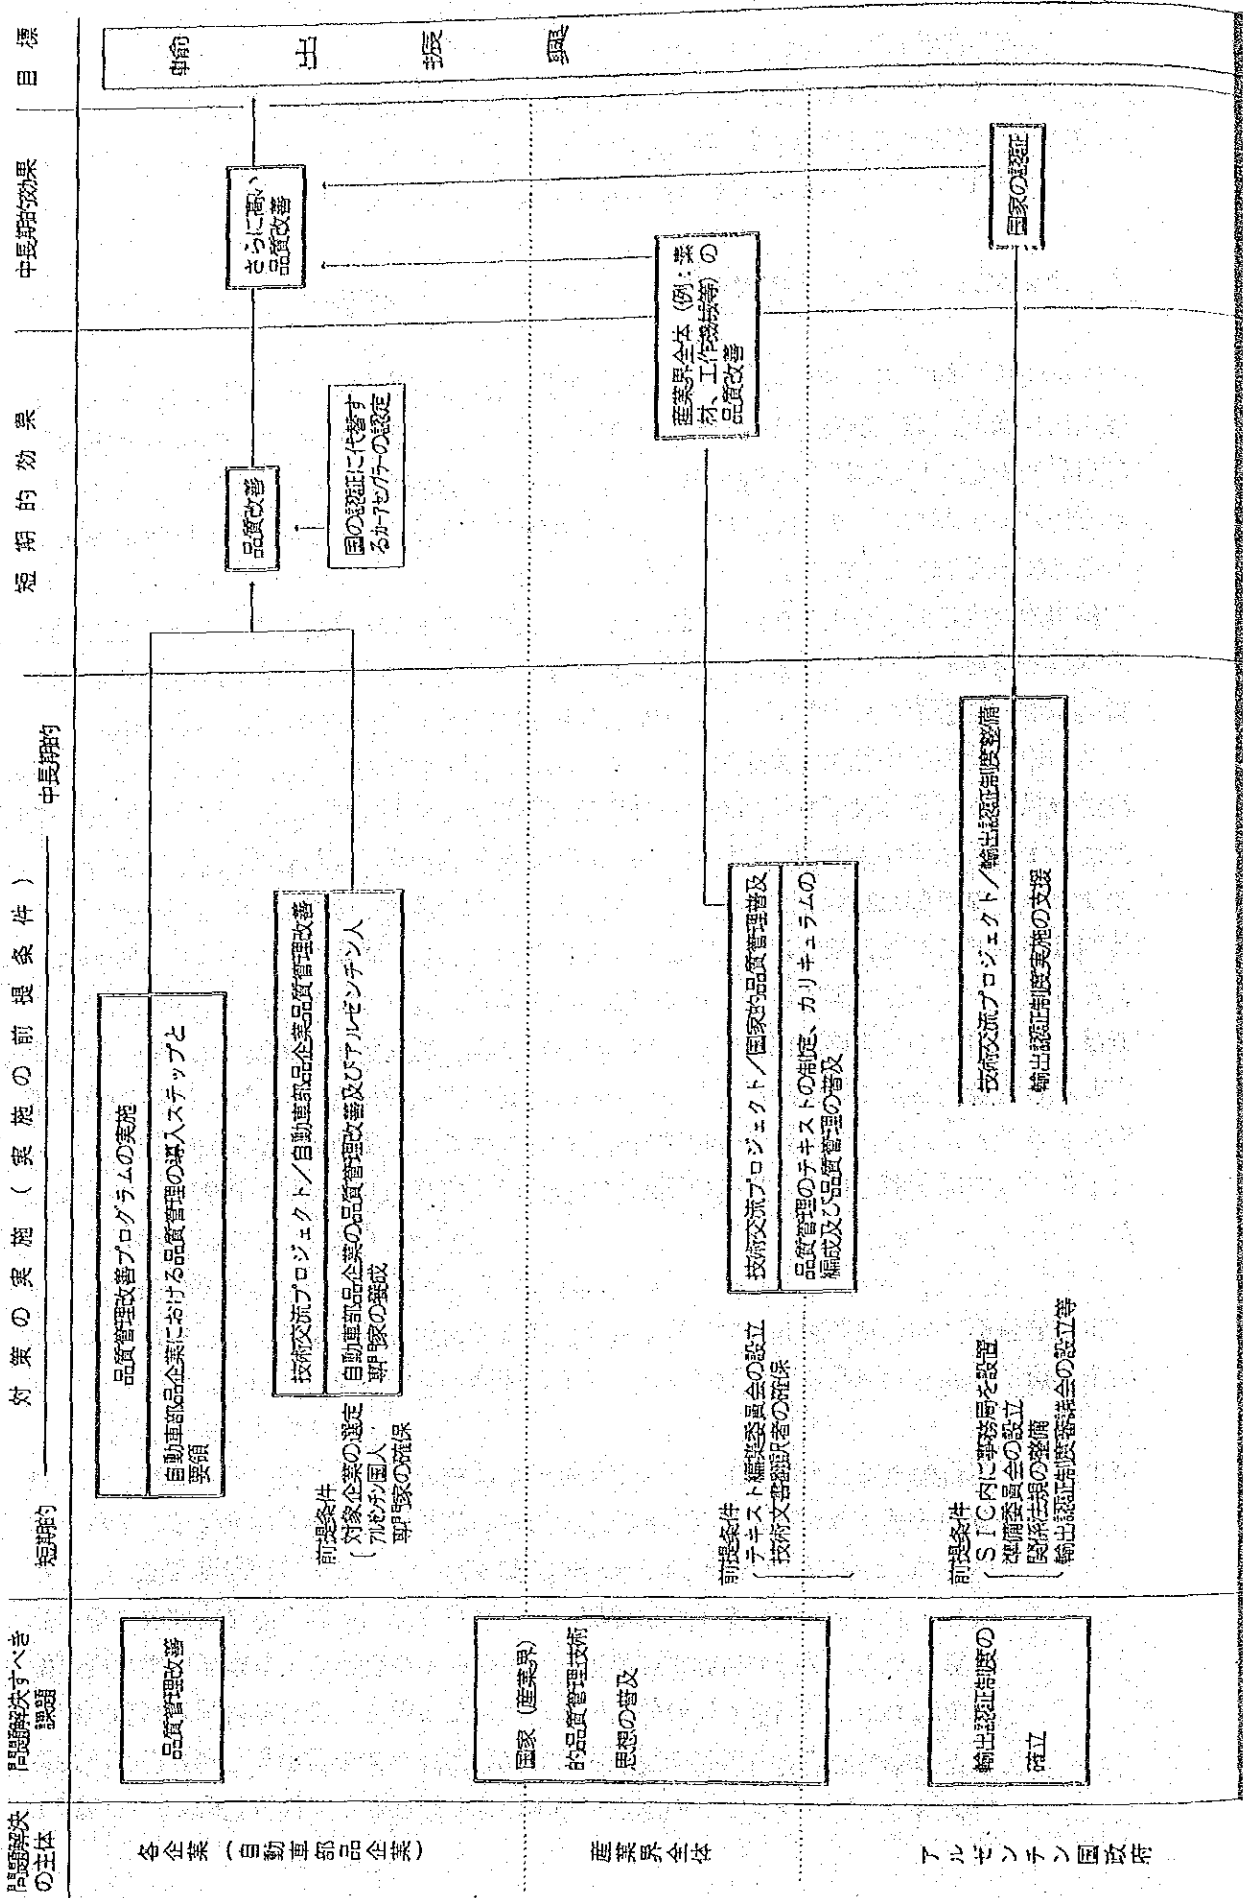 問題解決
の主体
問題解決すべき
課題
対策の実施（実施の前提条件）
短期的
中長期的
短期的効果
中長期的効果
目標
各企業（自動車部品企業）
品質管理改善
品質管理改善プログラムの実施
自動車部品企業における品質管理の導入ステップと
要領
前提条件
対象企業の選定
アルゼンチン国人
専門家の確保
技術交流プロジェクト／自動車部品企業品質管理改善
自動車部品企業の品質管理改善及びアルゼンチン人
専門家の養成
品質改善
国の認証に代替す
るカーアセンブラーの認定
さらに高い
品質改善
輸出振興
産業界全体
国家（産業界）
的品質管理技術
思想の普及
前提条件
テキスト編集委員会の設立
技術文書翻訳者の確保
技術交流プロジェクト／国家的品質管理普及
品質管理のテキストの制定、カリキュラムの
編成及び品質管理の普及
産業界全体（例：素
材、工作機械等）の
品質改善
アルゼンチン国政府
輸出認証制度の
確立
前提条件
ＳＩＣ内に事務局を設置
準備委員会の設立
関係法規の整備
輸出認証制度審議会の設立等
技術交流プロジェクト／輸出認証制度整備
輸出認証制度実施の支援
国家の認証